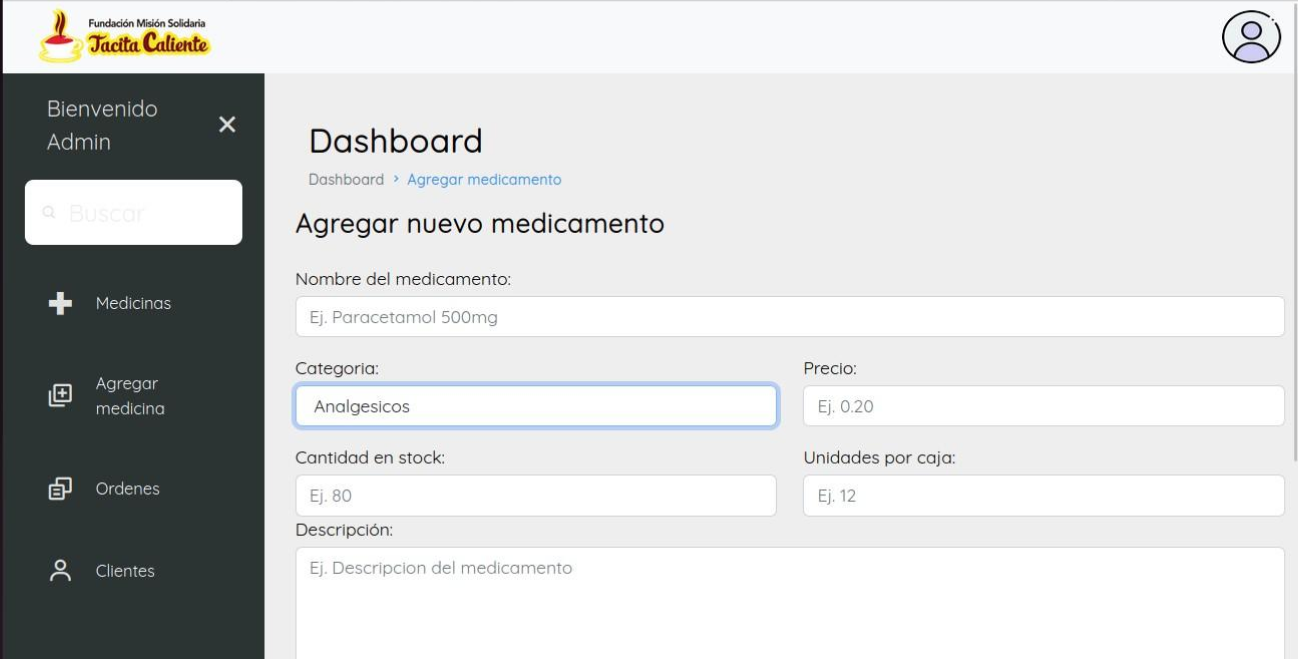 Fundación Misión Solidaria
Tacita Caliente
Bienvenido
Admin
Buscar
Medicinas
Agregar
medicina
Ordenes
Clientes
Dashboard
Dashboard > Agregar medicamento
Agregar nuevo medicamento
Nombre del medicamento:
Ej. Paracetamol 500mg
Categoria:
Analgesicos
Precio:
Ej. 0.20
Cantidad en stock:
Ej. 80
Unidades por caja:
Ej. 12
Descripción:
Ej. Descripcion del medicamento